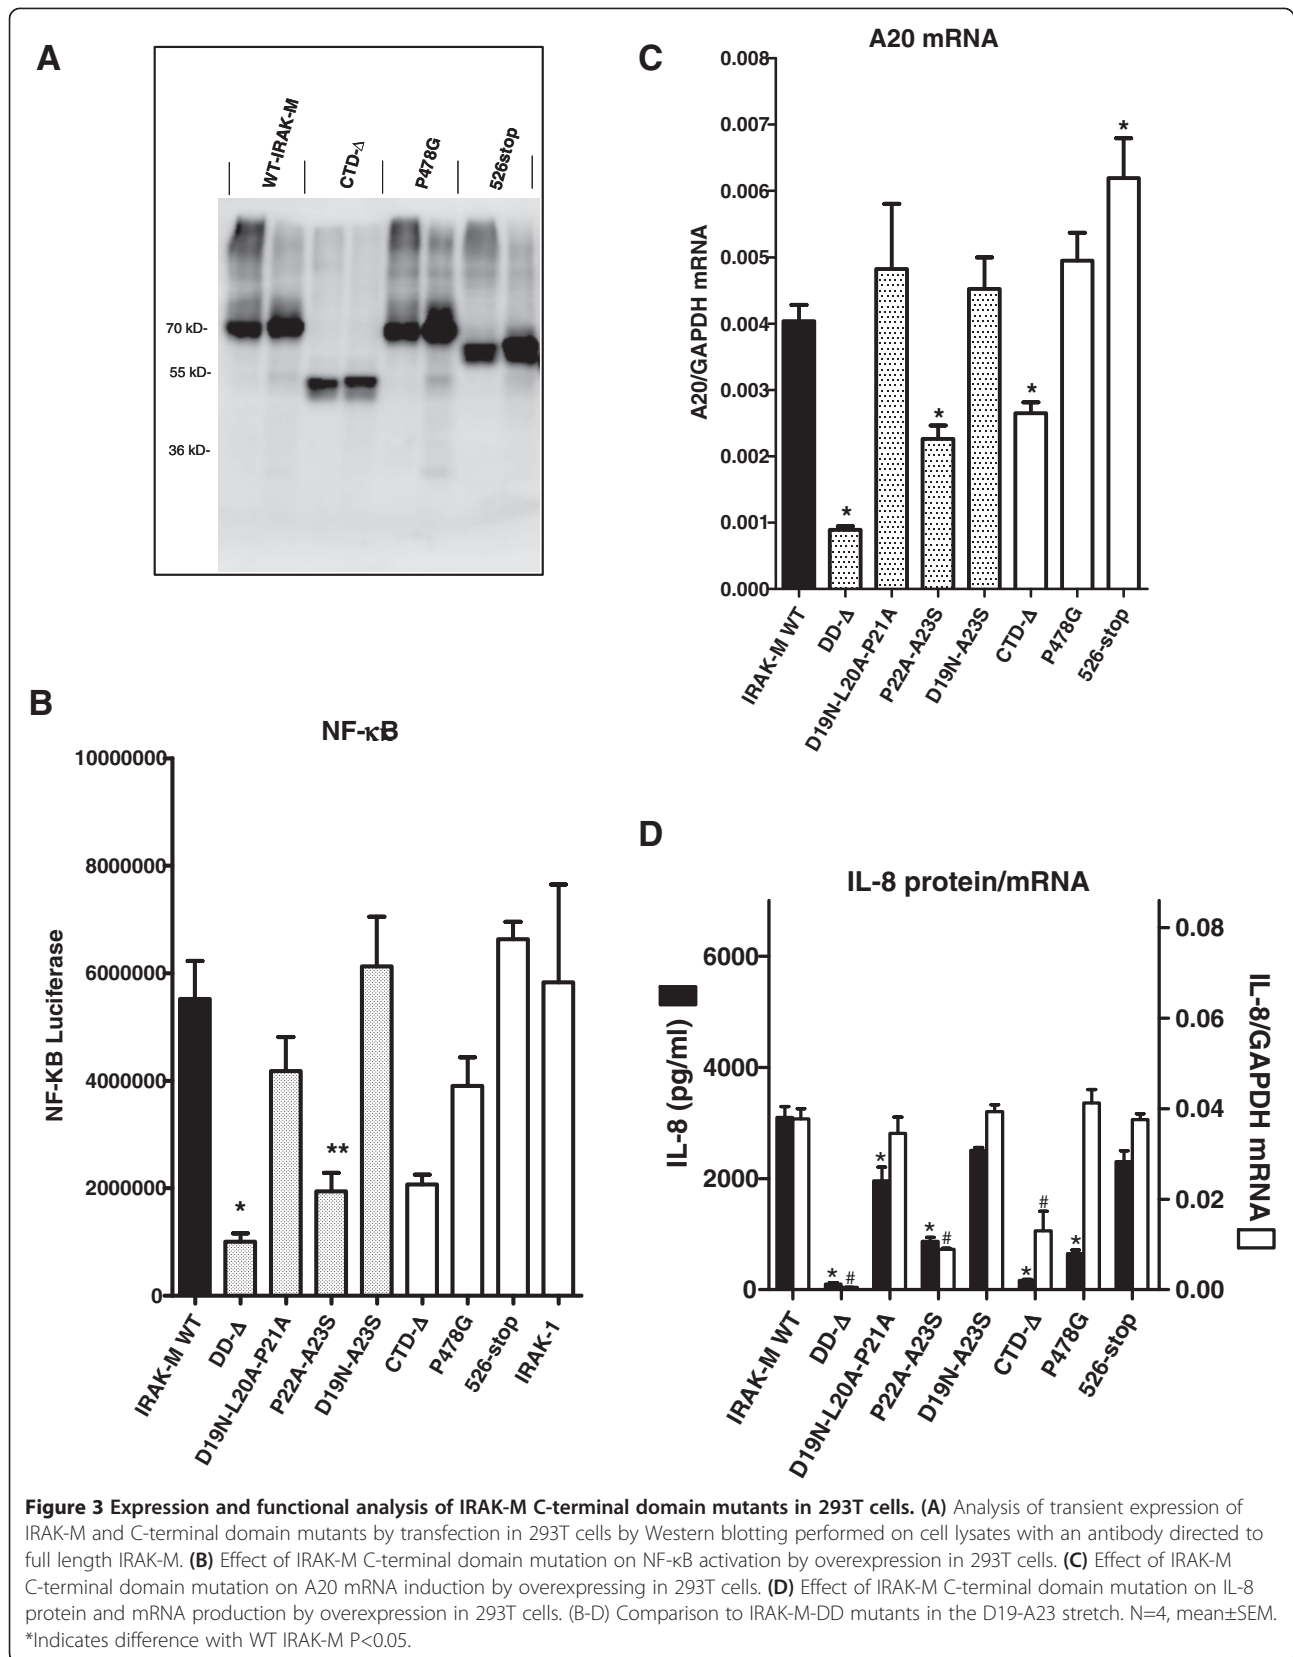 A
WT-IRAK-M
CTD-Δ
P478G
526stop
70 kD-
55 kD-
36 kD-
C
A20 mRNA
A20/GAPDH mRNA
0.008
0.007
0.006
0.005
0.004
0.003
0.002
0.001
0.000
*
*
*
*
IRAK-M WT
DD-Δ
D19N-L20A-P21A
P22A-A23S
D19N-A23S
CTD-Δ
P478G
526-stop
B
NF-κB
NF-KB Luciferase
10000000
8000000
6000000
4000000
2000000
0
*
**
IRAK-M WT
DD-Δ
D19N-L20A-P21A
P22A-A23S
D19N-A23S
CTD-Δ
P478G
526-stop
IRAK-1
D
IL-8 protein/mRNA
IL-8 (pg/ml)
6000
4000
2000
0
0.08
0.06
0.04
0.02
0.00
IL-8/GAPDH mRNA
*
#
*
*
#
*
#
*
IRAK-M WT
DD-Δ
D19N-L20A-P21A
P22A-A23S
D19N-A23S
CTD-Δ
P478G
526-stop
Figure 3 Expression and functional analysis of IRAK-M C-terminal domain mutants in 293T cells. (A) Analysis of transient expression of
IRAK-M and C-terminal domain mutants by transfection in 293T cells by Western blotting performed on cell lysates with an antibody directed to
full length IRAK-M. (B) Effect of IRAK-M C-terminal domain mutation on NF-κB activation by overexpression in 293T cells. (C) Effect of IRAK-M
C-terminal domain mutation on A20 mRNA induction by overexpressing in 293T cells. (D) Effect of IRAK-M C-terminal domain mutation on IL-8
protein and mRNA production by overexpression in 293T cells. (B-D) Comparison to IRAK-M-DD mutants in the D19-A23 stretch. N=4, mean±SEM.
*Indicates difference with WT IRAK-M P<0.05.